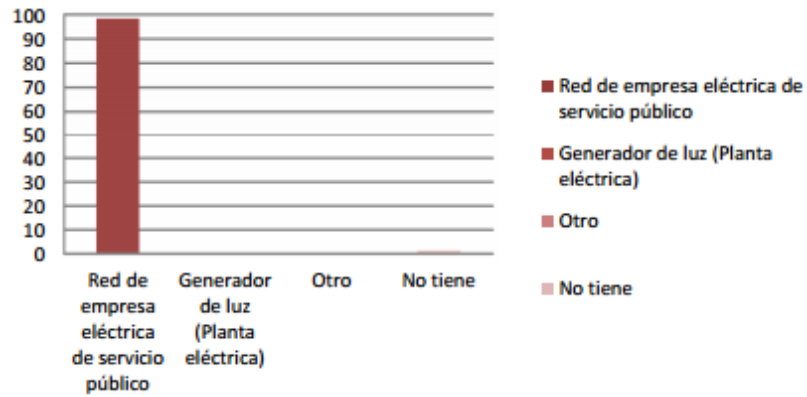 100
90
80
70
60
50
40
30
20
10
0
Red de
empresa
eléctrica
de servicio
público
Generador
de luz
(Planta
eléctrica)
Otro
No tiene
Red de empresa eléctrica de
servicio público
Generador de luz (Planta
eléctrica)
Otro
No tiene